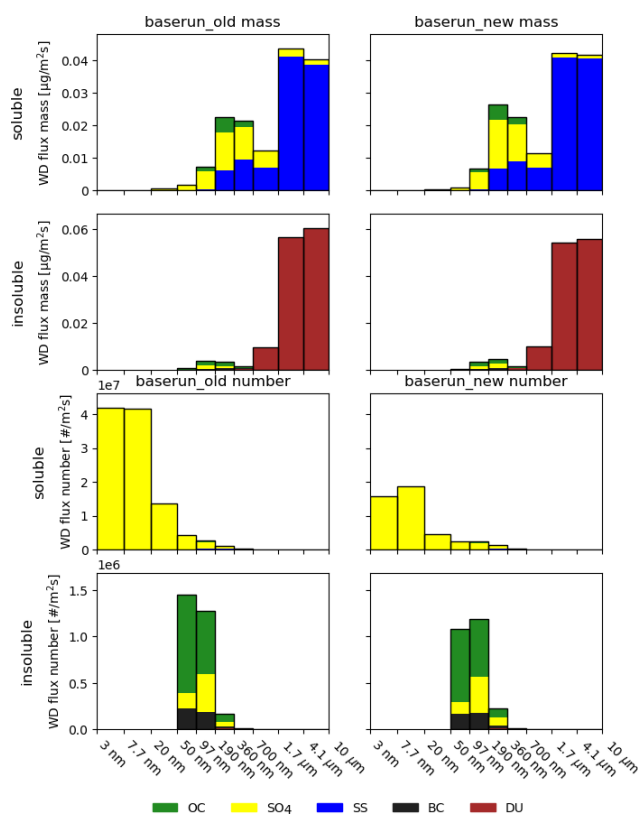 baserun_old mass baserun_new mass
soluble
WD flux mass [μg/m²s]
0.04
0.03
0.02
0.01
0
insoluble
WD flux mass [μg/m²s]
0.06
0.04
0.02
0
1e7
baserun_old number baserun_new number
soluble
WD flux number [#/m²s]
4
3
2
1
0
1e6
insoluble
WD flux number [#/m²s]
1.5
1.0
0.5
0.0
3 nm 7.7 nm 20 nm 50 nm 97 nm 190 nm 360 nm 700 nm 1.7 μm 4.1 μm 10 μm 3 nm 7.7 nm 20 nm 50 nm 97 nm 190 nm 360 nm 700 nm 1.7 μm 4.1 μm 10 μm
OC SO4 SS BC DU